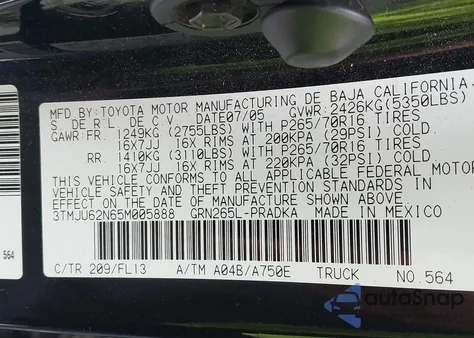 MFD.BY:TOYOTA MOTOR MANUFACTURING DE BAJA CALIFORNIA
S DE R L DE C V DATE07/05 GVWR:2426KG(5350LBS)
GAWR:FR 1249KG (2755LBS) WITH P265/70R16 TIRES
16X7JJ 16X RIMS AT 200KPA (29PSI) COLD.
RR 1410KG (3110LBS) WITH P265/70R16 TIRES
16X7JJ 16X RIMS AT 220KPA (32PSI) COLD.
THIS VEHICLE CONFORMS TO ALL APPLICABLE FEDERAL MOTOR
VEHICLE SAFETY AND THEFT PREVENTION STANDARDS IN
EFFECT ON THE DATE OF MANUFACTURE SHOWN ABOVE.
3TMJU62N65M005888 GRN265L-PRADKA MADE IN MEXICO
C/TR 209/FL13 A/TM A04B/A750E TRUCK NO.564
564
autoSnap